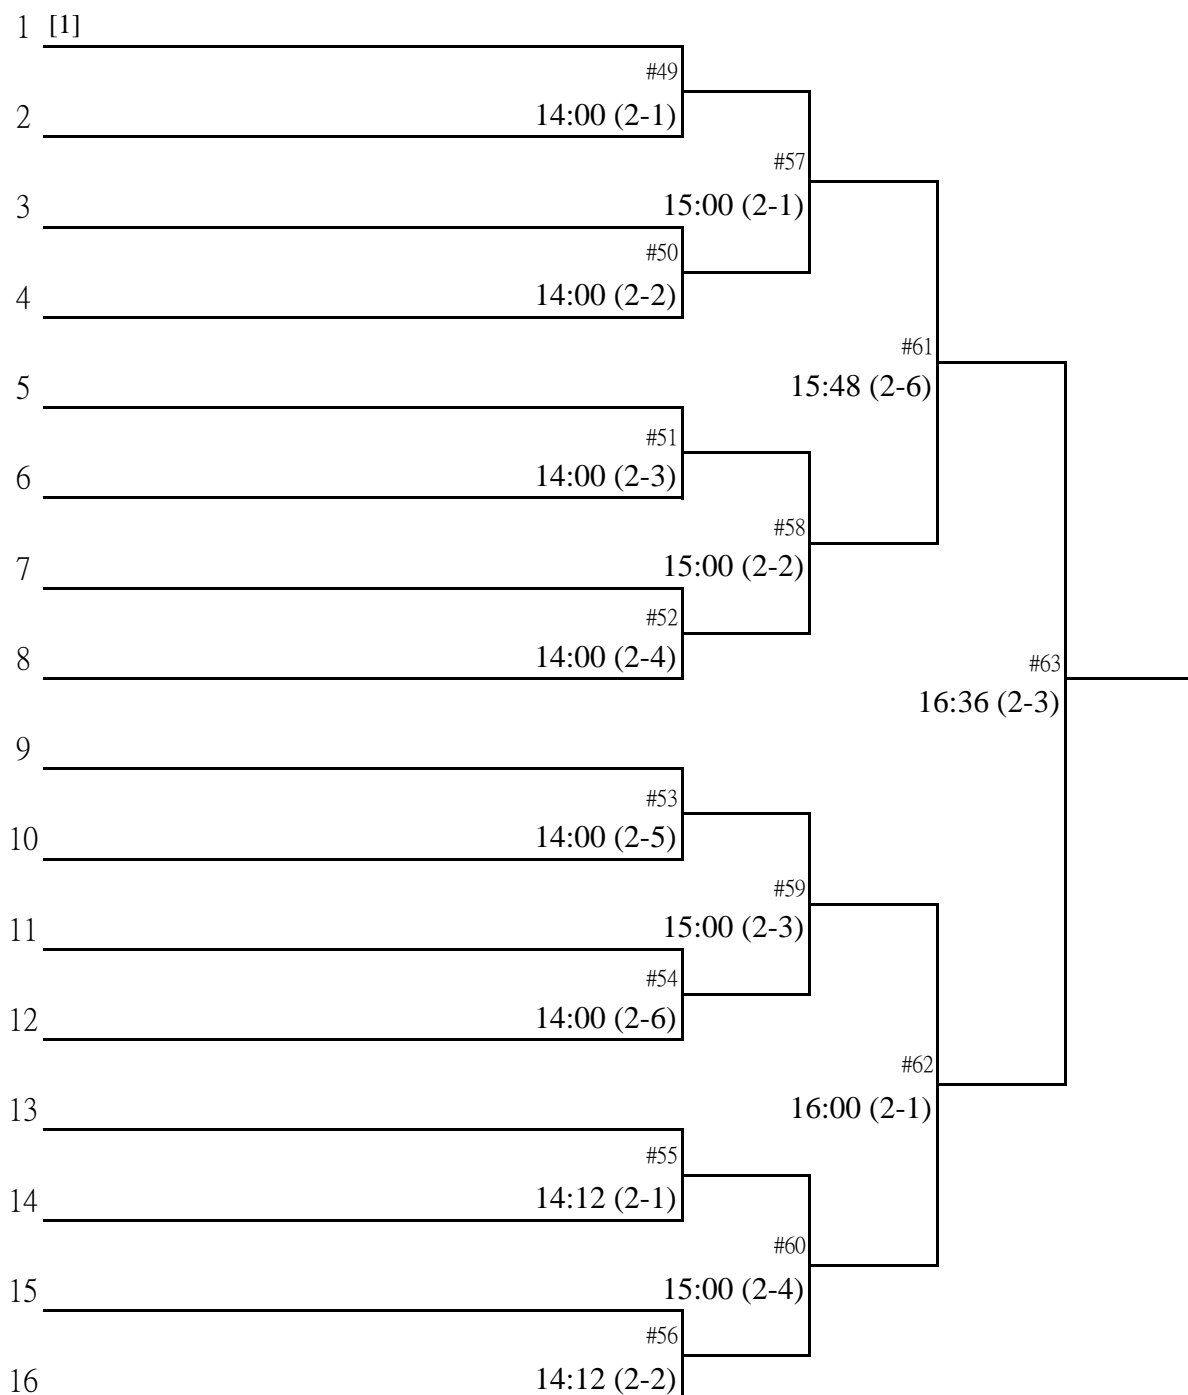 1 [1]
#49
2 14:00 (2-1)
#57
3 15:00 (2-1)
#50
4 14:00 (2-2)
#61
5 15:48 (2-6)
#51
6 14:00 (2-3)
#58
7 15:00 (2-2)
#52
8 14:00 (2-4)
#63
16:36 (2-3)
9
#53
10 14:00 (2-5)
#59
11 15:00 (2-3)
#54
12 14:00 (2-6)
#62
13 16:00 (2-1)
#55
14 14:12 (2-1)
#60
15 15:00 (2-4)
#56
16 14:12 (2-2)